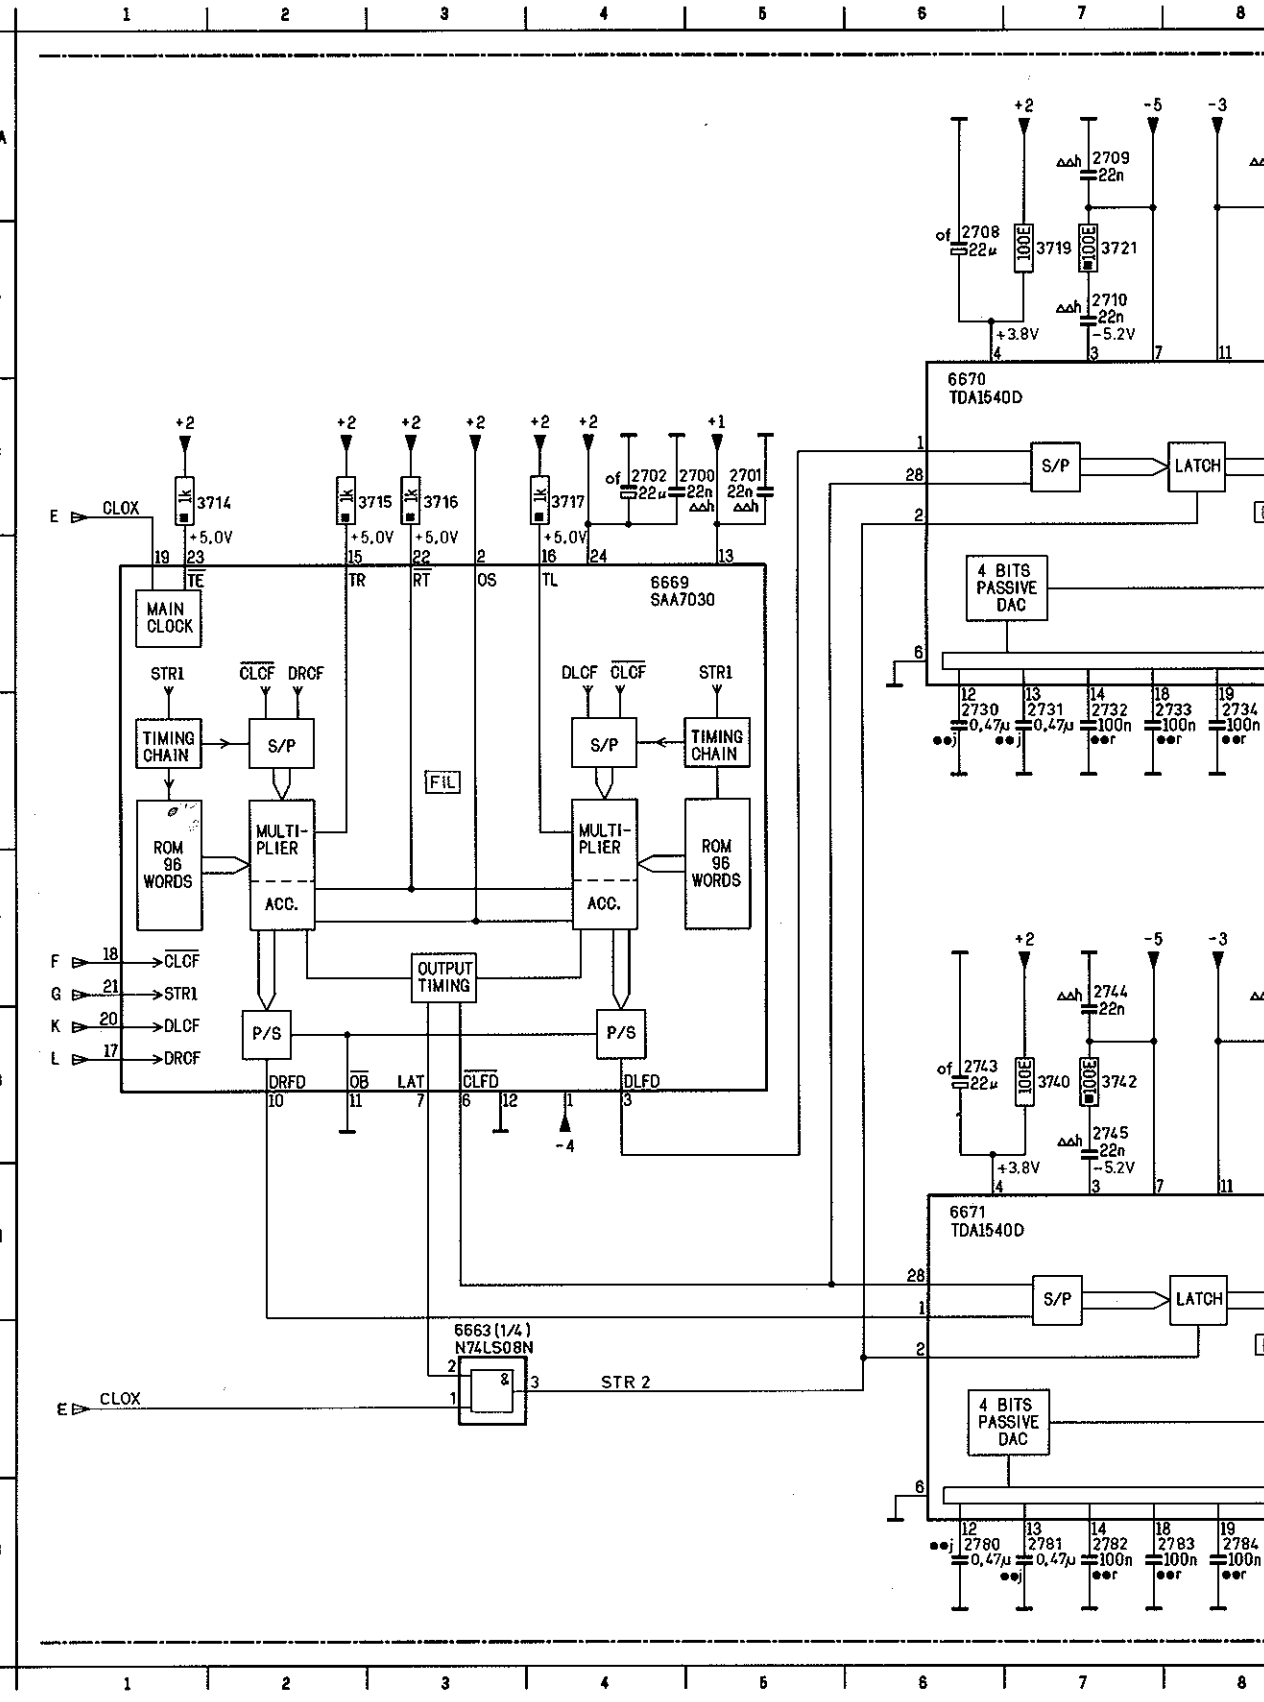 1 2 3 4 5 6 7 8
A
+2 -5 -3
ΔΔh 2709 22n
of 2708 22µ
100E 3719
100E 3721
ΔΔh 2710 22n
+3.8V -5.2V
4 3 7 11
6670
TDA1540D
+2 +2 +2 +2 +2 +2 +1
1k 3714
1k 3715
1k 3716
1k 3717
of 2702 22µ
2700 22n ΔΔh
2701 22n ΔΔh
E CLOX
+5,0V +5.0V +5.0V +5.0V
19 23 15 22 2 16 24 13
TE TR RT OS TL
6669
SAA7030
MAIN
CLOCK
1 28 2
S/P LATCH
4 BITS
PASSIVE
DAC
6
STR1 CLCF DRCF DLCF CLCF STR1
12 13 14 18 19
2730 2731 2732 2733 2734
0,47µ 0,47µ 100n 100n 100n
●●j ●●j ●●r ●●r ●●r
TIMING
CHAIN
S/P S/P
TIMING
CHAIN
FIL
ROM
96
WORDS
MULTI-
PLIER
ACC.
MULTI-
PLIER
ACC.
ROM
96
WORDS
F 18 CLCF
G 21 STR1
K 20 DLCF
L 17 DRCF
OUTPUT
TIMING
P/S P/S
DRFD OB LAT CLFD DLFD
10 11 7 6 12 1 3
-4
+2 -5 -3
ΔΔh 2744 22n
of 2743 22µ
100E 3740
100E 3742
ΔΔh 2745 22n
+3.8V -5.2V
4 3 7 11
6671
TDA1540D
28 1 2
S/P LATCH
6663(1/4)
N74LS08N
2 & 3
1
STR 2
E CLOX
4 BITS
PASSIVE
DAC
6
12 13 14 18 19
2780 2781 2782 2783 2784
0,47µ 0,47µ 100n 100n 100n
●●j ●●j ●●r ●●r ●●r
1 2 3 4 5 6 7 8